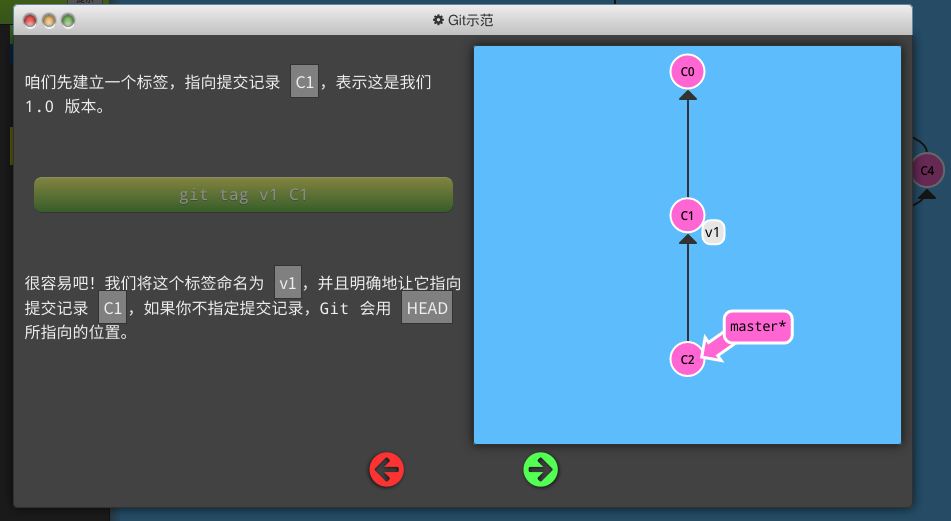 Git示范
咱们先建立一个标签，指向提交记录 C1，表示这是我们
1.0 版本。
git tag v1 C1
很容易吧！我们将这个标签命名为 v1，并且明确地让它指向
提交记录 C1，如果你不指定提交记录，Git 会用 HEAD
所指向的位置。
C0
C1
v1
master*
C2
C4